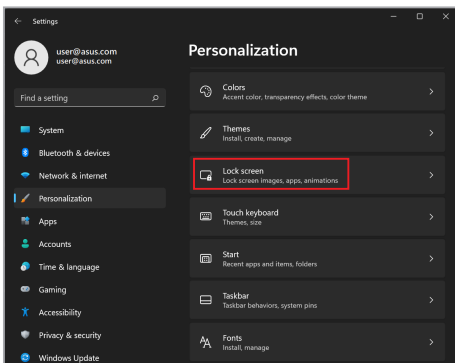 Settings
user@asus.com
user@asus.com
Find a setting
System
Bluetooth & devices
Network & internet
Personalization
Apps
Accounts
Time & language
Gaming
Accessibility
Privacy & security
Windows Update
Personalization
Colors
Accent color, transparency effects, color theme
Themes
Install, create, manage
Lock screen
Lock screen images, apps, animations
Touch keyboard
Themes, size
Start
Recent apps and items, folders
Taskbar
Taskbar behaviors, system pins
Fonts
Install, manage